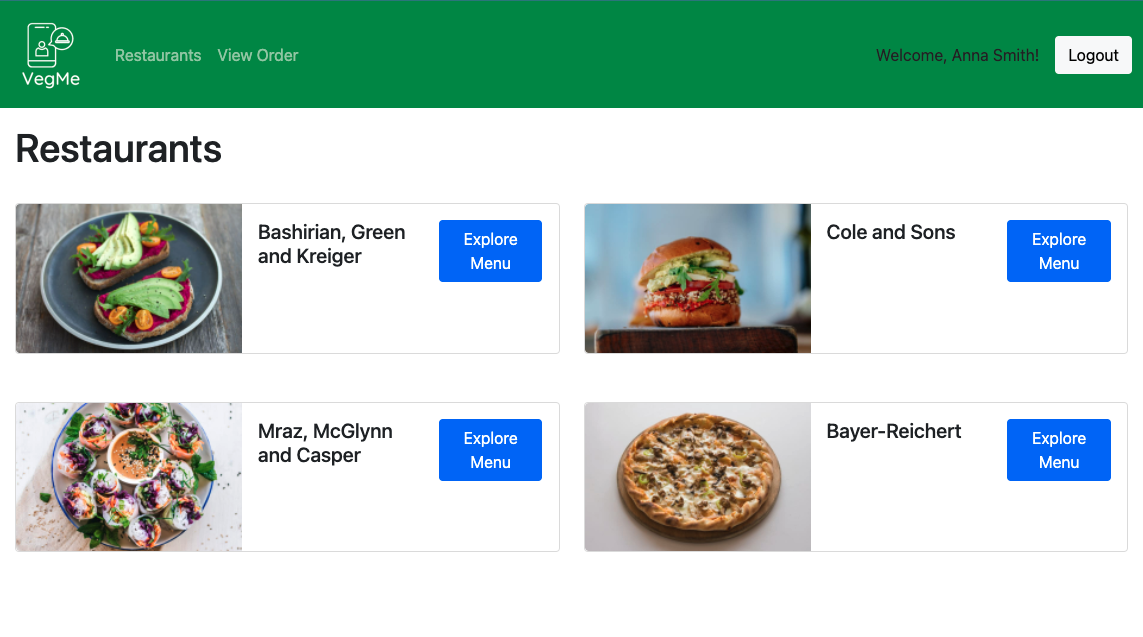 VegMe
Restaurants View Order
Welcome, Anna Smith! Logout
Restaurants
Bashirian, Green
and Kreiger
Explore
Menu
Cole and Sons
Explore
Menu
Mraz, McGlynn
and Casper
Explore
Menu
Bayer-Reichert
Explore
Menu